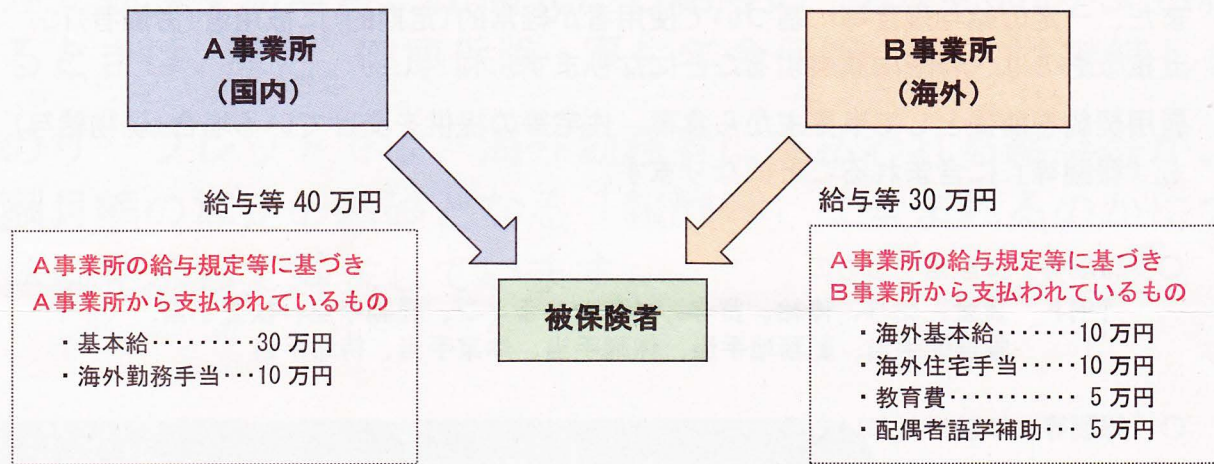 A事業所
(国内)
B事業所
(海外)
給与等 40 万円
給与等 30 万円
A事業所の給与規定等に基づき
A事業所から支払われているもの
・基本給･････････30 万円
・海外勤務手当･･･10 万円
被保険者
A事業所の給与規定等に基づき
B事業所から支払われているもの
・海外基本給･･･････10 万円
・海外住宅手当･････10 万円
・教育費･･･････････ 5 万円
・配偶者語学補助･･･ 5 万円